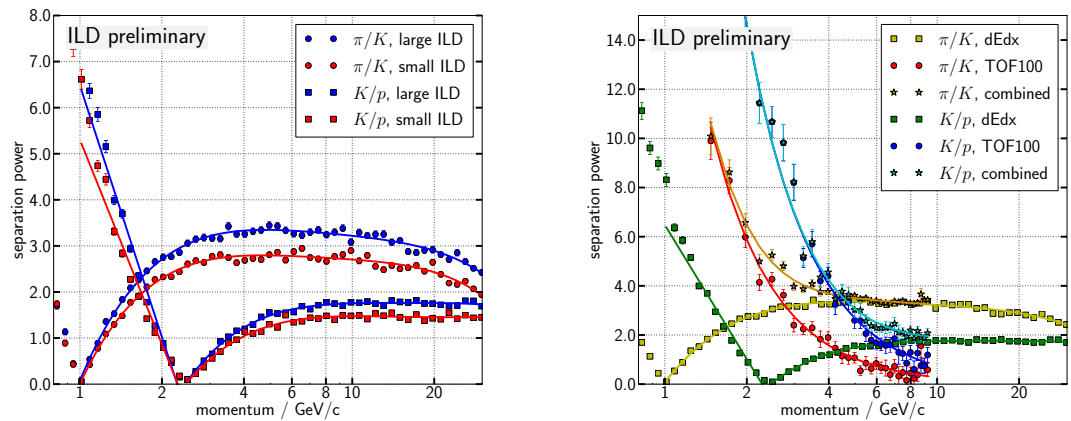 ILD preliminary
π/K, large ILD
π/K, small ILD
K/p, large ILD
K/p, small ILD
separation power
8.0
7.0
6.0
5.0
4.0
3.0
2.0
1.0
0.0
1 2 4 6 8 10 20
momentum / GeV/c
ILD preliminary
π/K, dEdx
π/K, TOF100
π/K, combined
K/p, dEdx
K/p, TOF100
K/p, combined
separation power
14.0
12.0
10.0
8.0
6.0
4.0
2.0
0.0
1 2 4 6 8 10 20
momentum / GeV/c